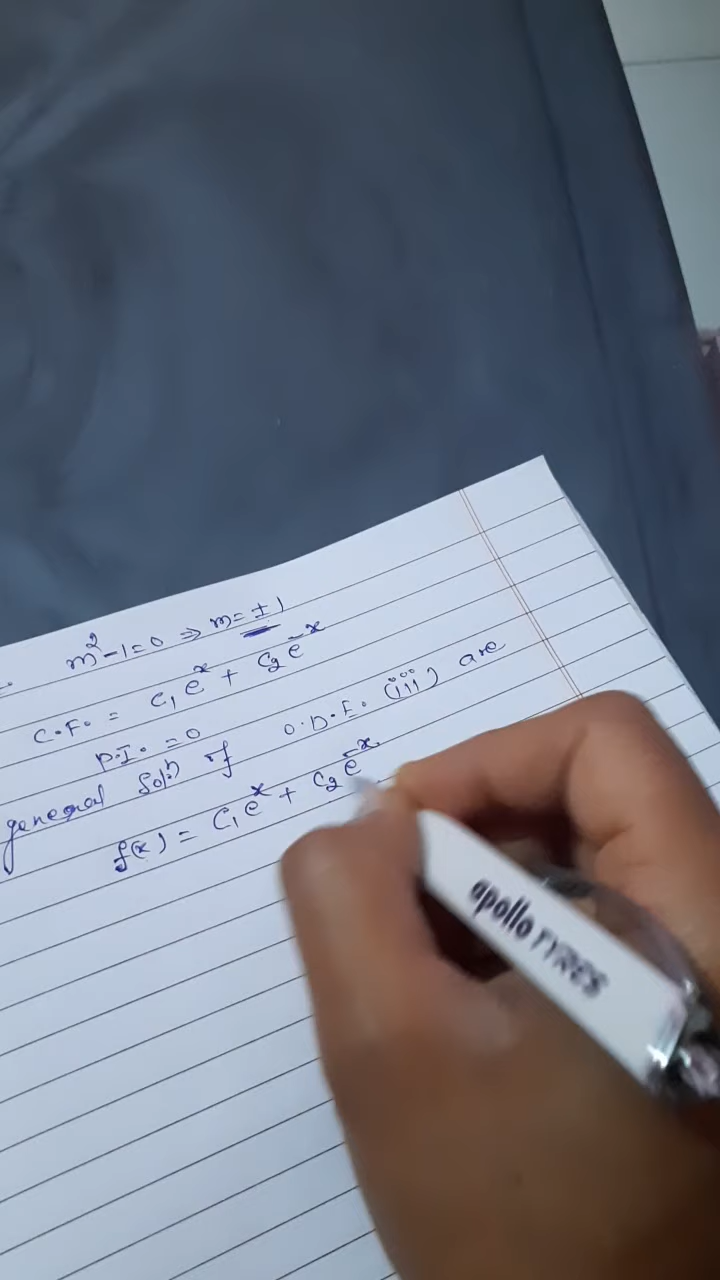 m²-1=0 ⇒ m=±1
C.F. = C₁eˣ + C₂e⁻ˣ
P.I. = 0
general solⁿ of O.D.E. (iii) are
f(x) = C₁eˣ + C₂e⁻ˣ
apollo TYRES